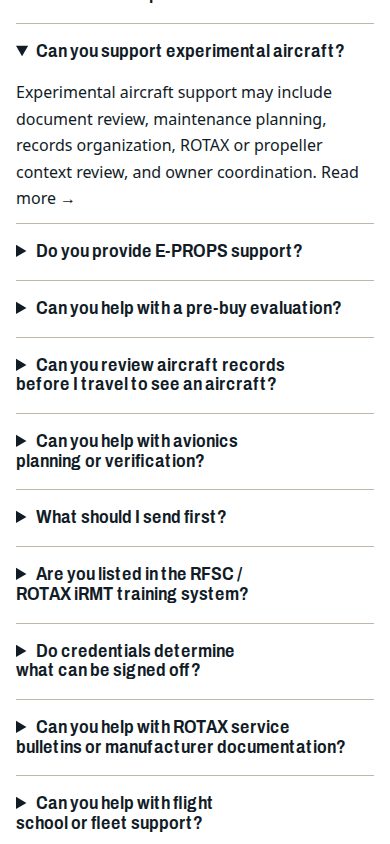 Can you support experimental aircraft?
Experimental aircraft support may include
document review, maintenance planning,
records organization, ROTAX or propeller
context review, and owner coordination. Read
more →
Do you provide E-PROPS support?
Can you help with a pre-buy evaluation?
Can you review aircraft records
before I travel to see an aircraft?
Can you help with avionics
planning or verification?
What should I send first?
Are you listed in the RFSC /
ROTAX iRMT training system?
Do credentials determine
what can be signed off?
Can you help with ROTAX service
bulletins or manufacturer documentation?
Can you help with flight
school or fleet support?